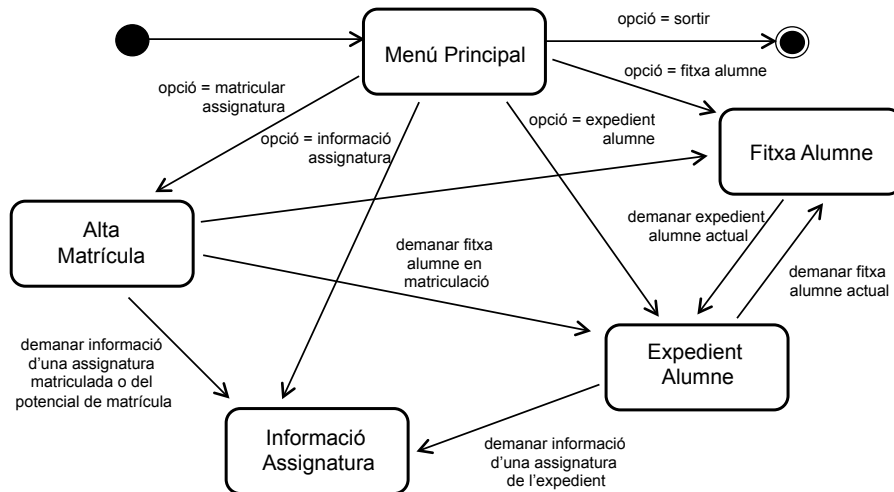 opció = sortir
Menú Principal
opció = fitxa alumne
opció = matricular
assignatura
opció = informació
assignatura
opció = expedient
alumne
Fitxa Alumne
Alta
Matrícula
demanar fitxa
alumne en
matriculació
demanar expedient
alumne actual
demanar fitxa
alumne actual
demanar informació
d’una assignatura
matriculada o del
potencial de matrícula
Expedient
Alumne
Informació
Assignatura
demanar informació
d’una assignatura
de l’expedient